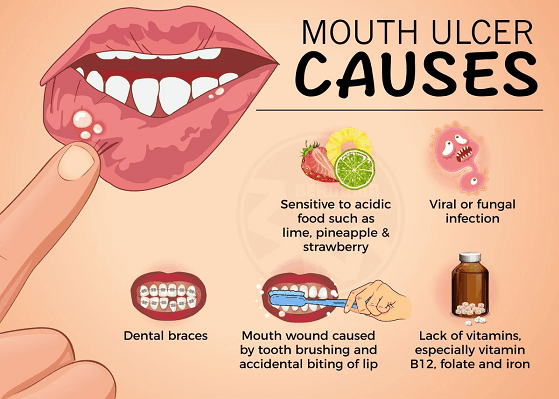 MOUTH ULCER
CAUSES
Sensitive to acidic
food such as
lime, pineapple &
strawberry
Viral or fungal
infection
Dental braces
Mouth wound caused
by tooth brushing and
accidental biting of lip
Lack of vitamins,
especially vitamin
B12, folate and iron